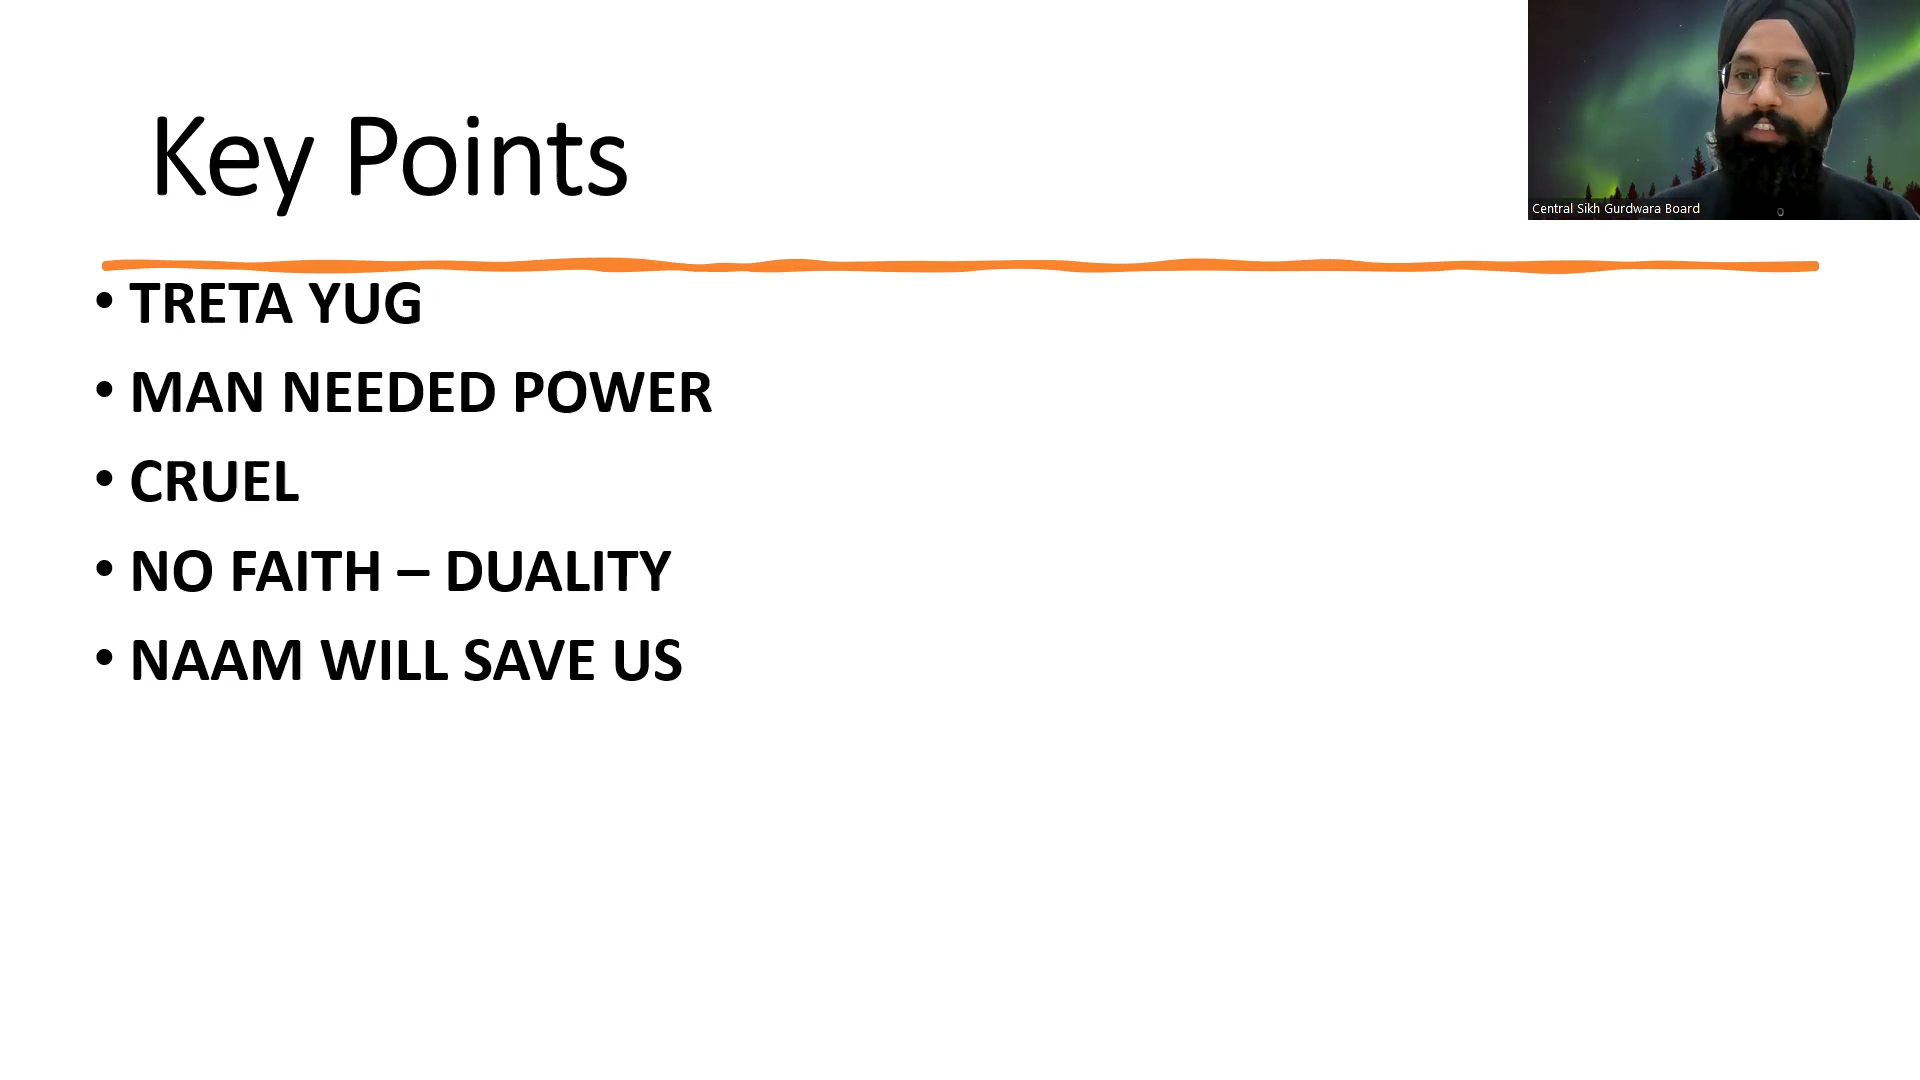 Key Points
Central Sikh Gurdwara Board
• TRETA YUG
• MAN NEEDED POWER
• CRUEL
• NO FAITH – DUALITY
• NAAM WILL SAVE US